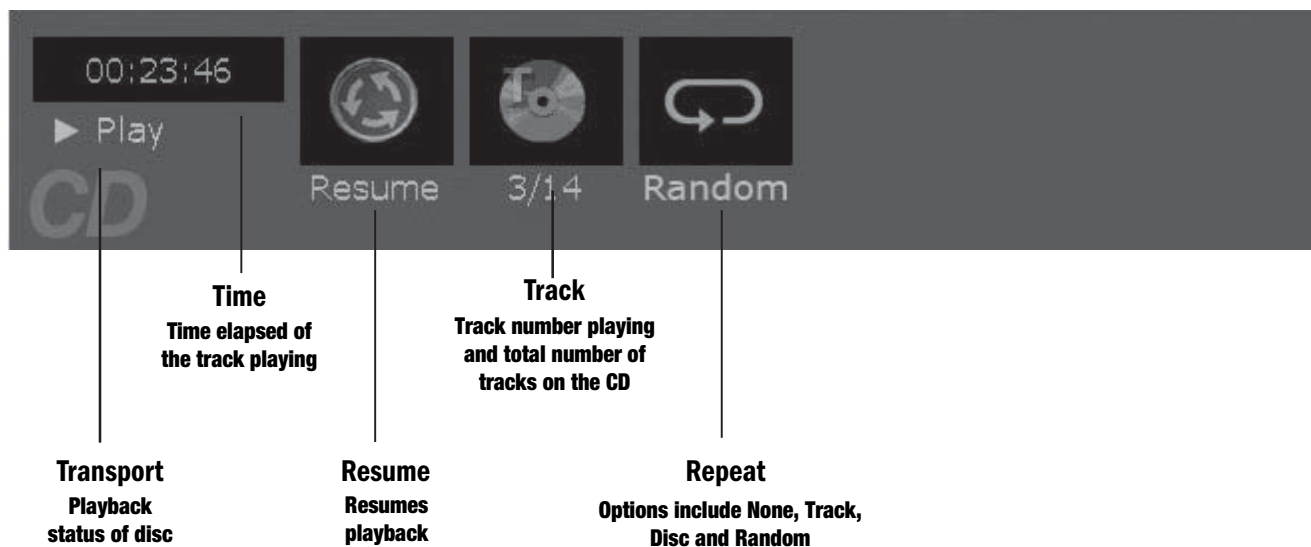 00:23:46
Play
CD
Resume
T
3/14
Random
Time
Time elapsed of
the track playing
Track
Track number playing
and total number of
tracks on the CD
Transport
Playback
status of disc
Resume
Resumes
playback
Repeat
Options include None, Track,
Disc and Random